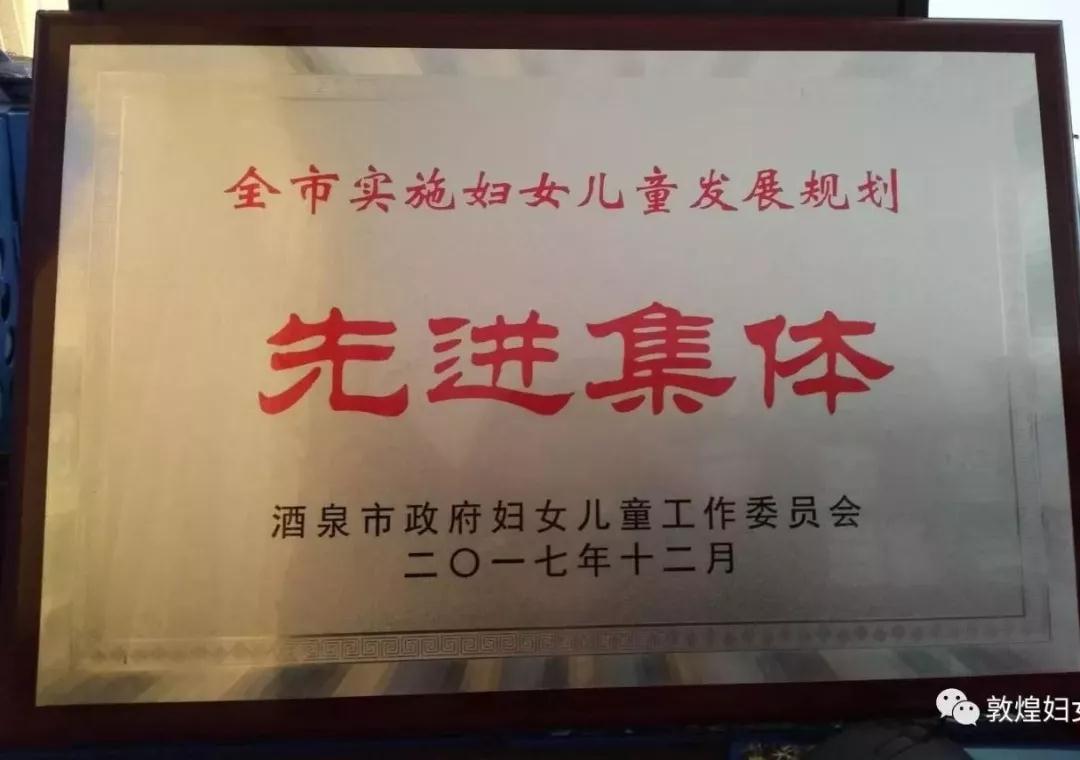 全市实施妇女儿童发展规划
先进集体
酒泉市政府妇女儿童工作委员会
二〇一七年十二月
敦煌妇